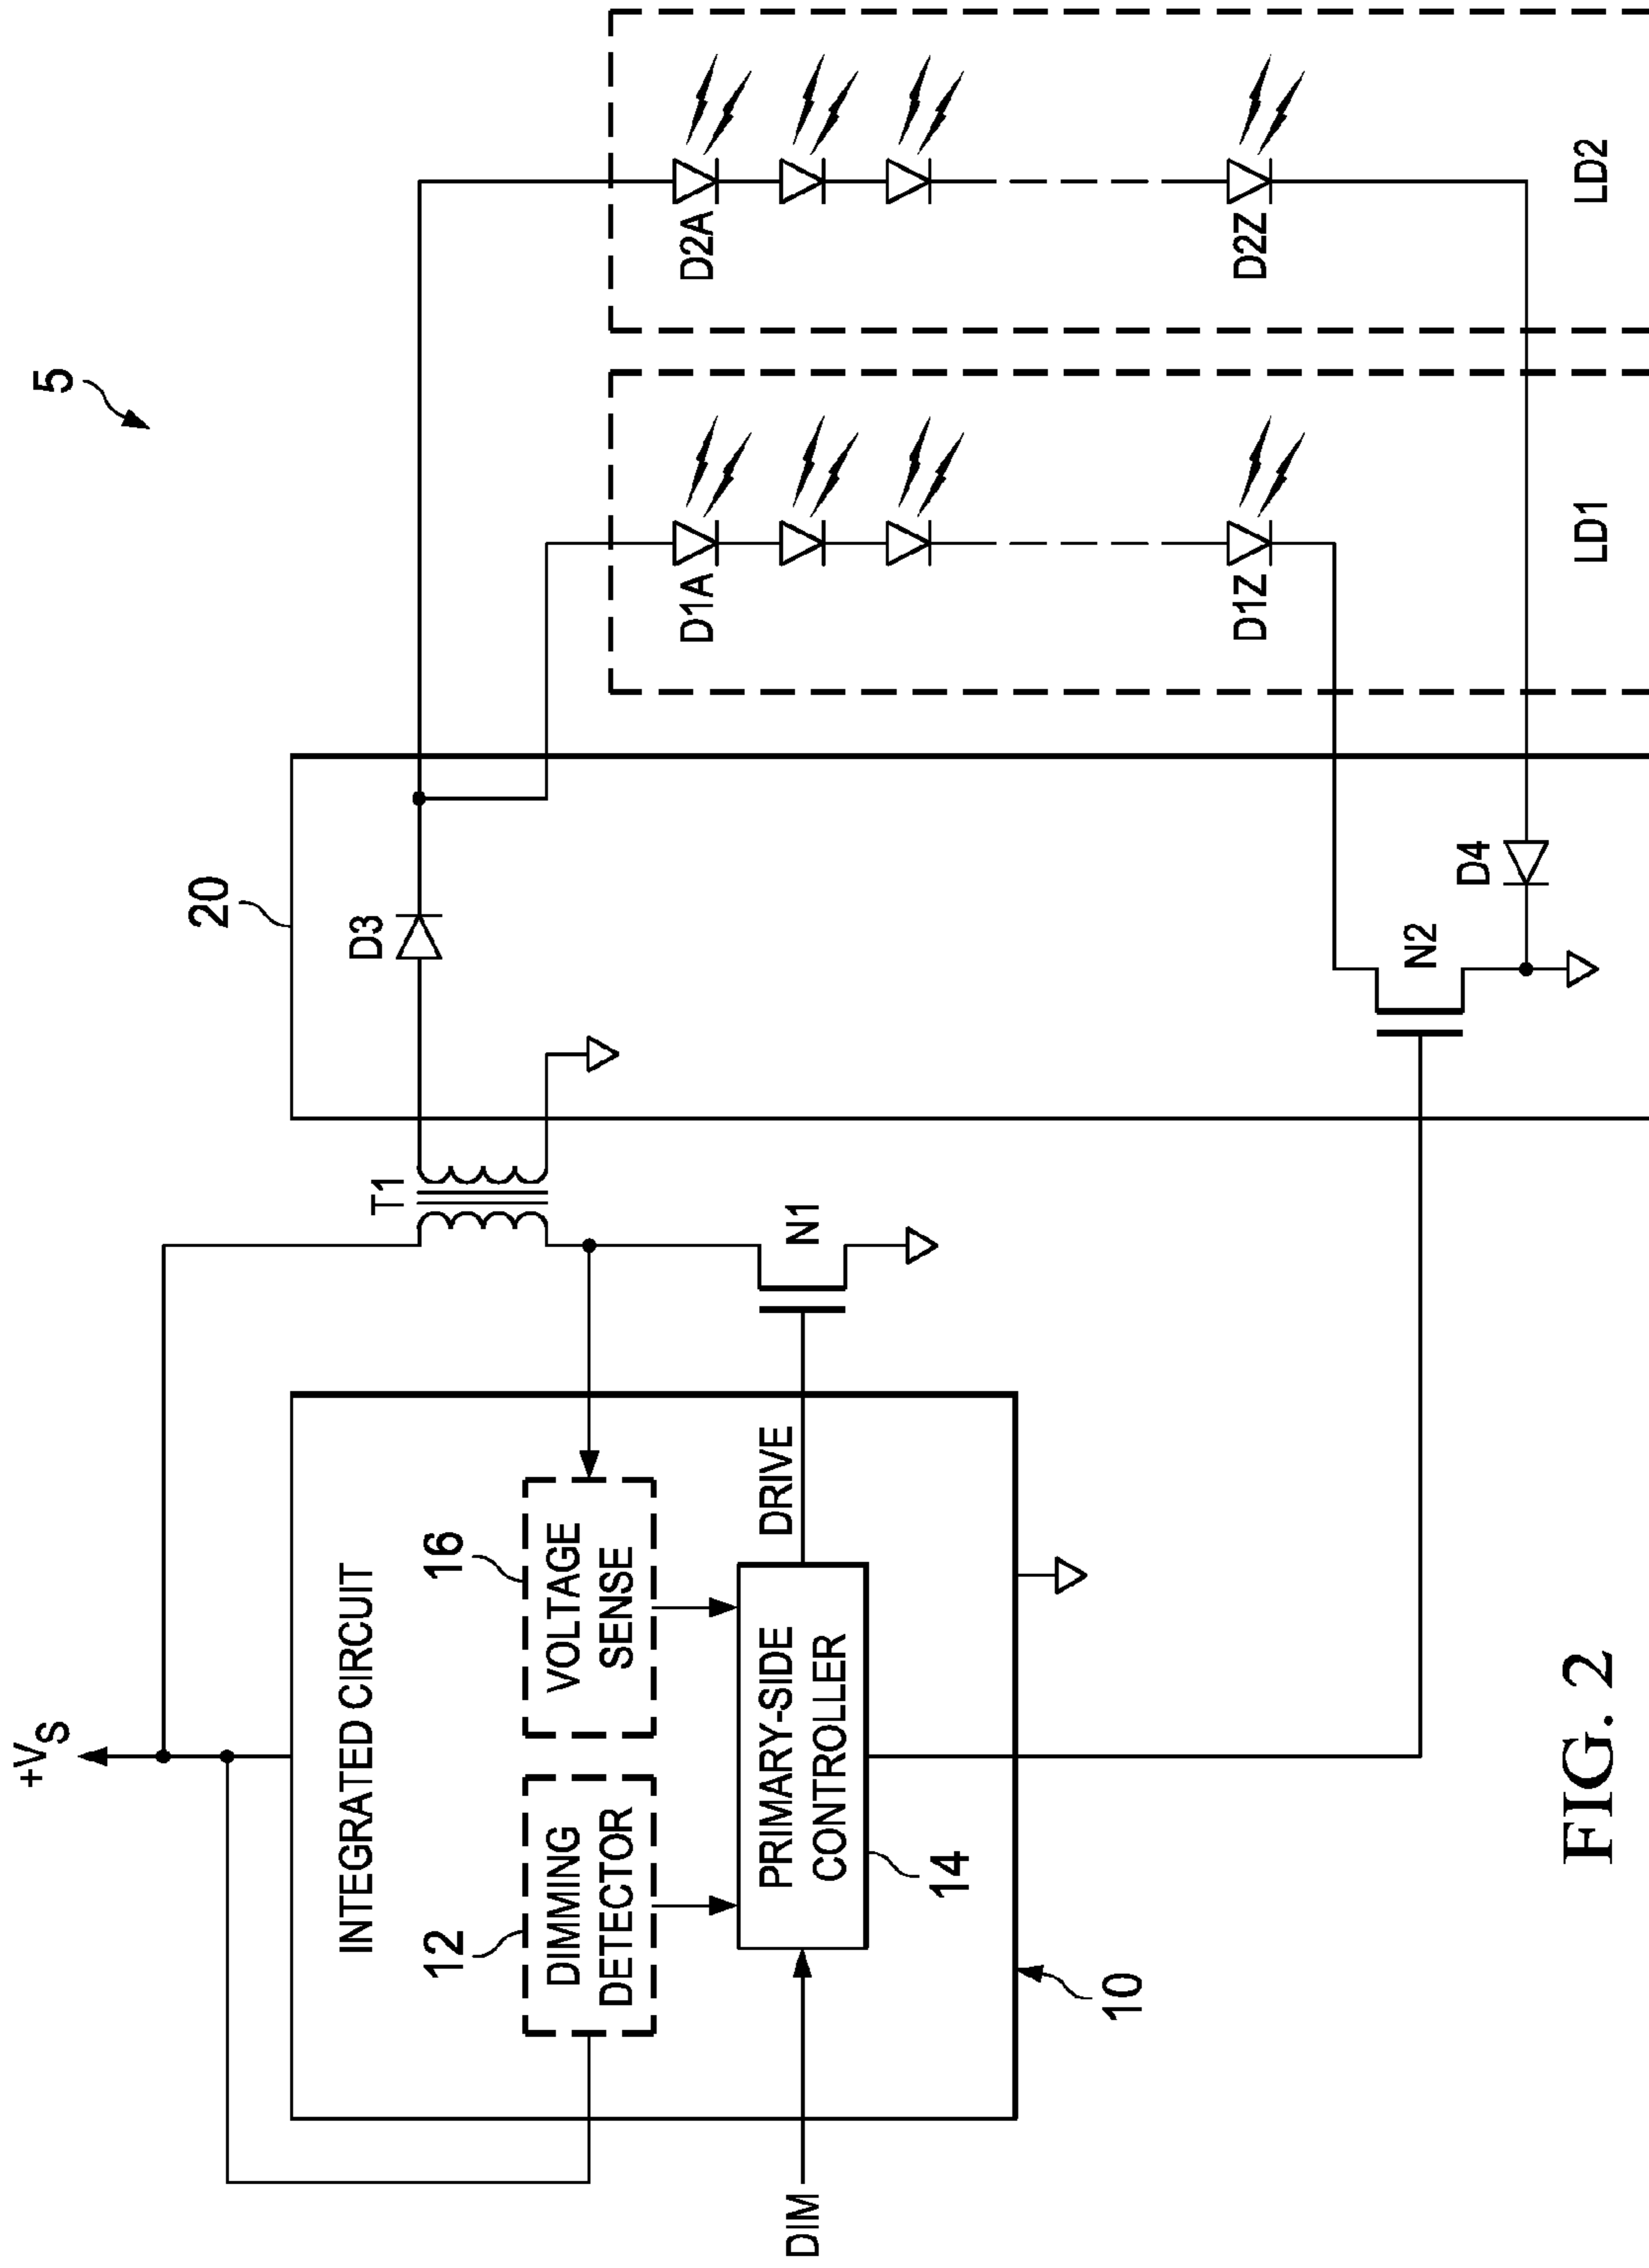 5
+VS
20
INTEGRATED CIRCUIT
T1
D3
12
DIMMING
DETECTOR
16
VOLTAGE
SENSE
D1A
D2A
DIM
PRIMARY-SIDE
CONTROLLER
DRIVE
N1
14
10
D1Z
D2Z
N2
D4
LD1
LD2
FIG. 2